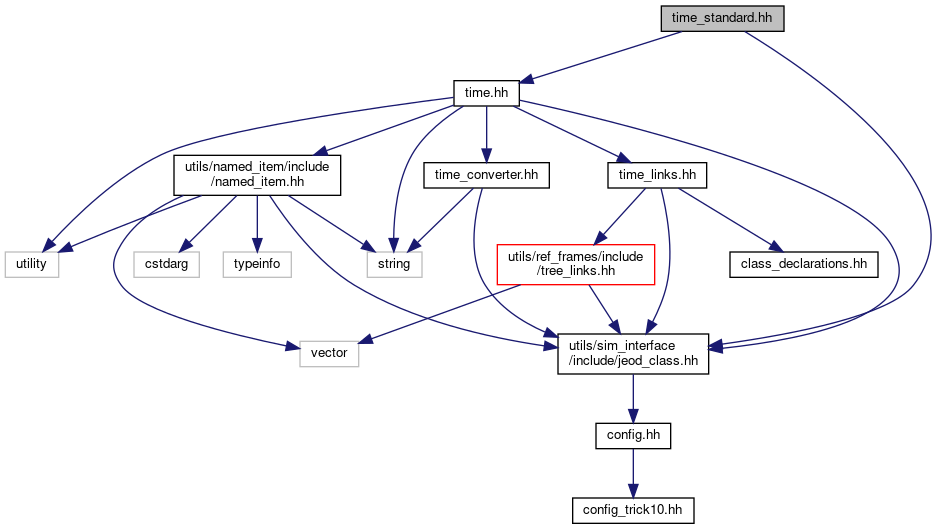 time_standard.hh
time.hh
utils/named_item/include
/named_item.hh
time_converter.hh
time_links.hh
utility
cstdarg
typeinfo
string
utils/ref_frames/include
/tree_links.hh
class_declarations.hh
vector
utils/sim_interface
/include/jeod_class.hh
config.hh
config_trick10.hh